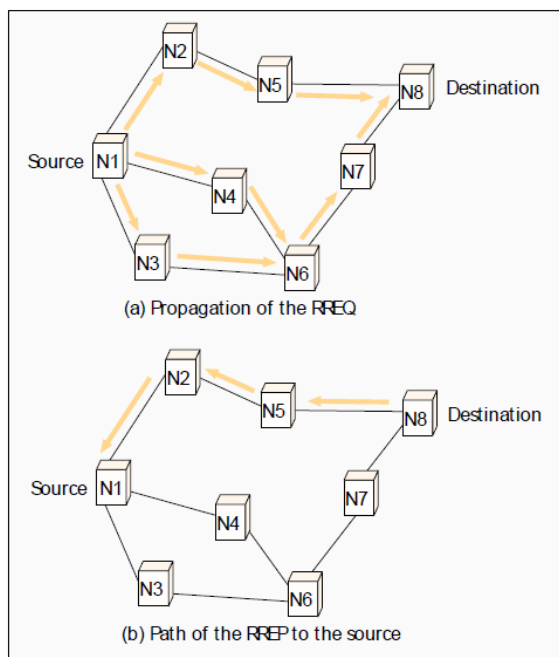 N2
N5
N8
Destination
Source
N1
N4
N7
N3
N6
(a) Propagation of the RREQ
N2
N5
N8
Destination
Source
N1
N4
N7
N3
N6
(b) Path of the RREP to the source